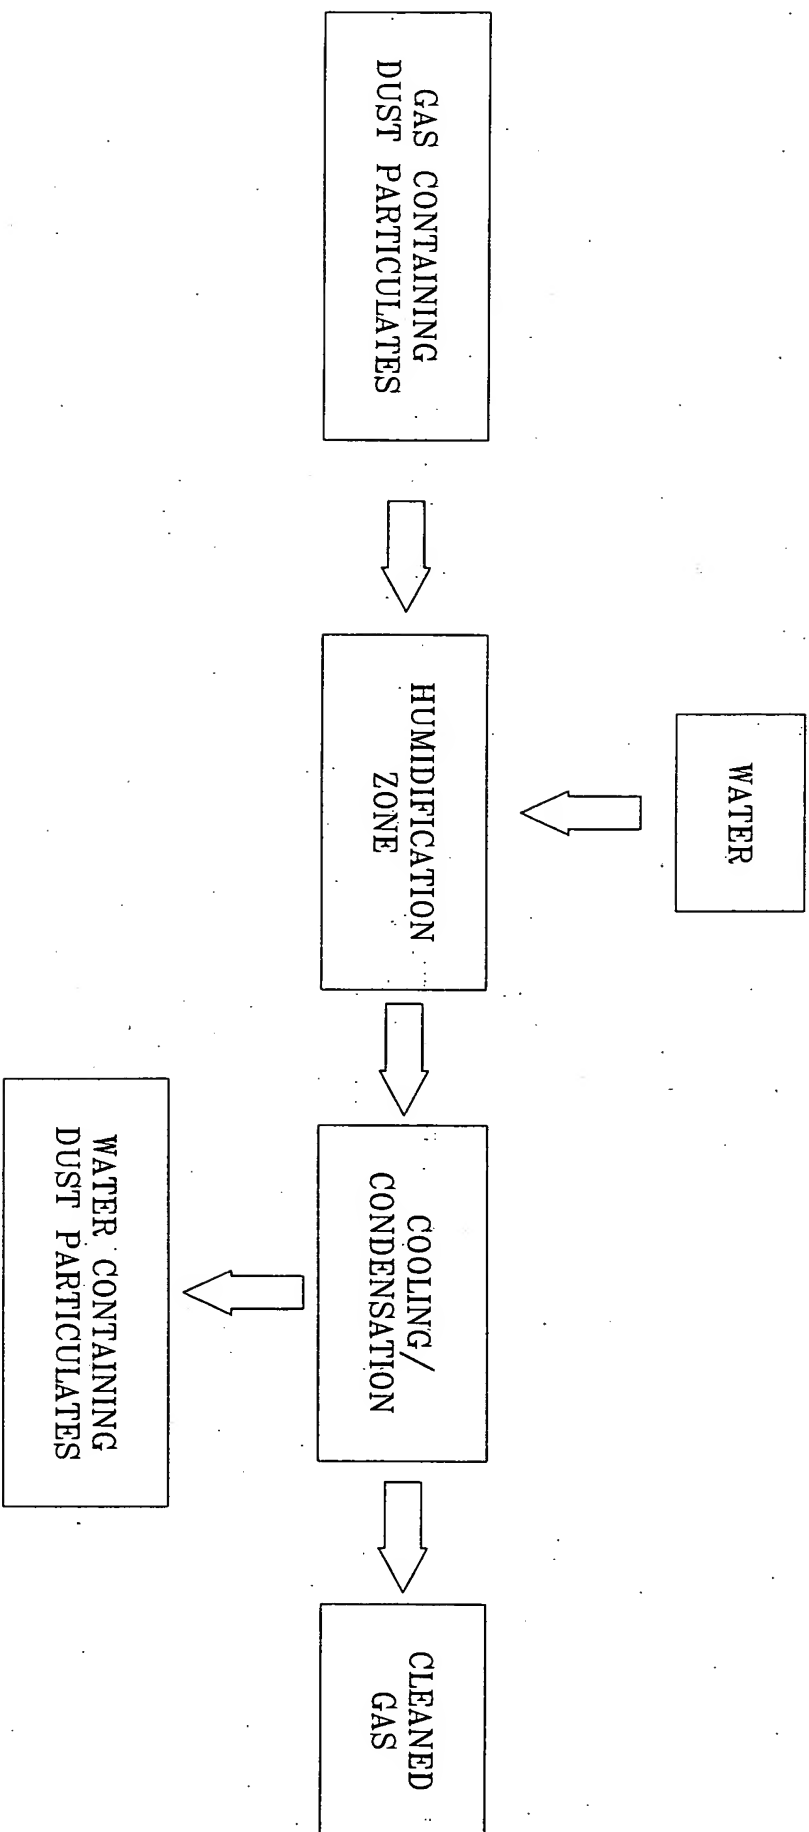 GAS CONTAINING
DUST PARTICULATES
WATER
HUMIDIFICATION
ZONE
COOLING/
CONDENSATION
WATER CONTAINING
DUST PARTICULATES
CLEANED
GAS